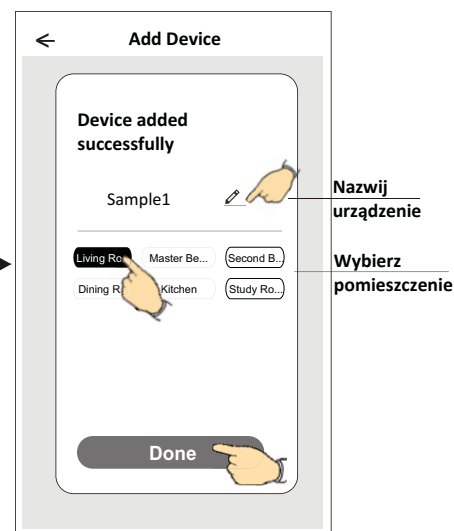 Add Device
Device added
successfully
Sample1
Nazwij
urządzenie
Living Ro...
Master Be...
Second B...
Wybierz
pomieszczenie
Dining R
Kitchen
Study Ro...
Done